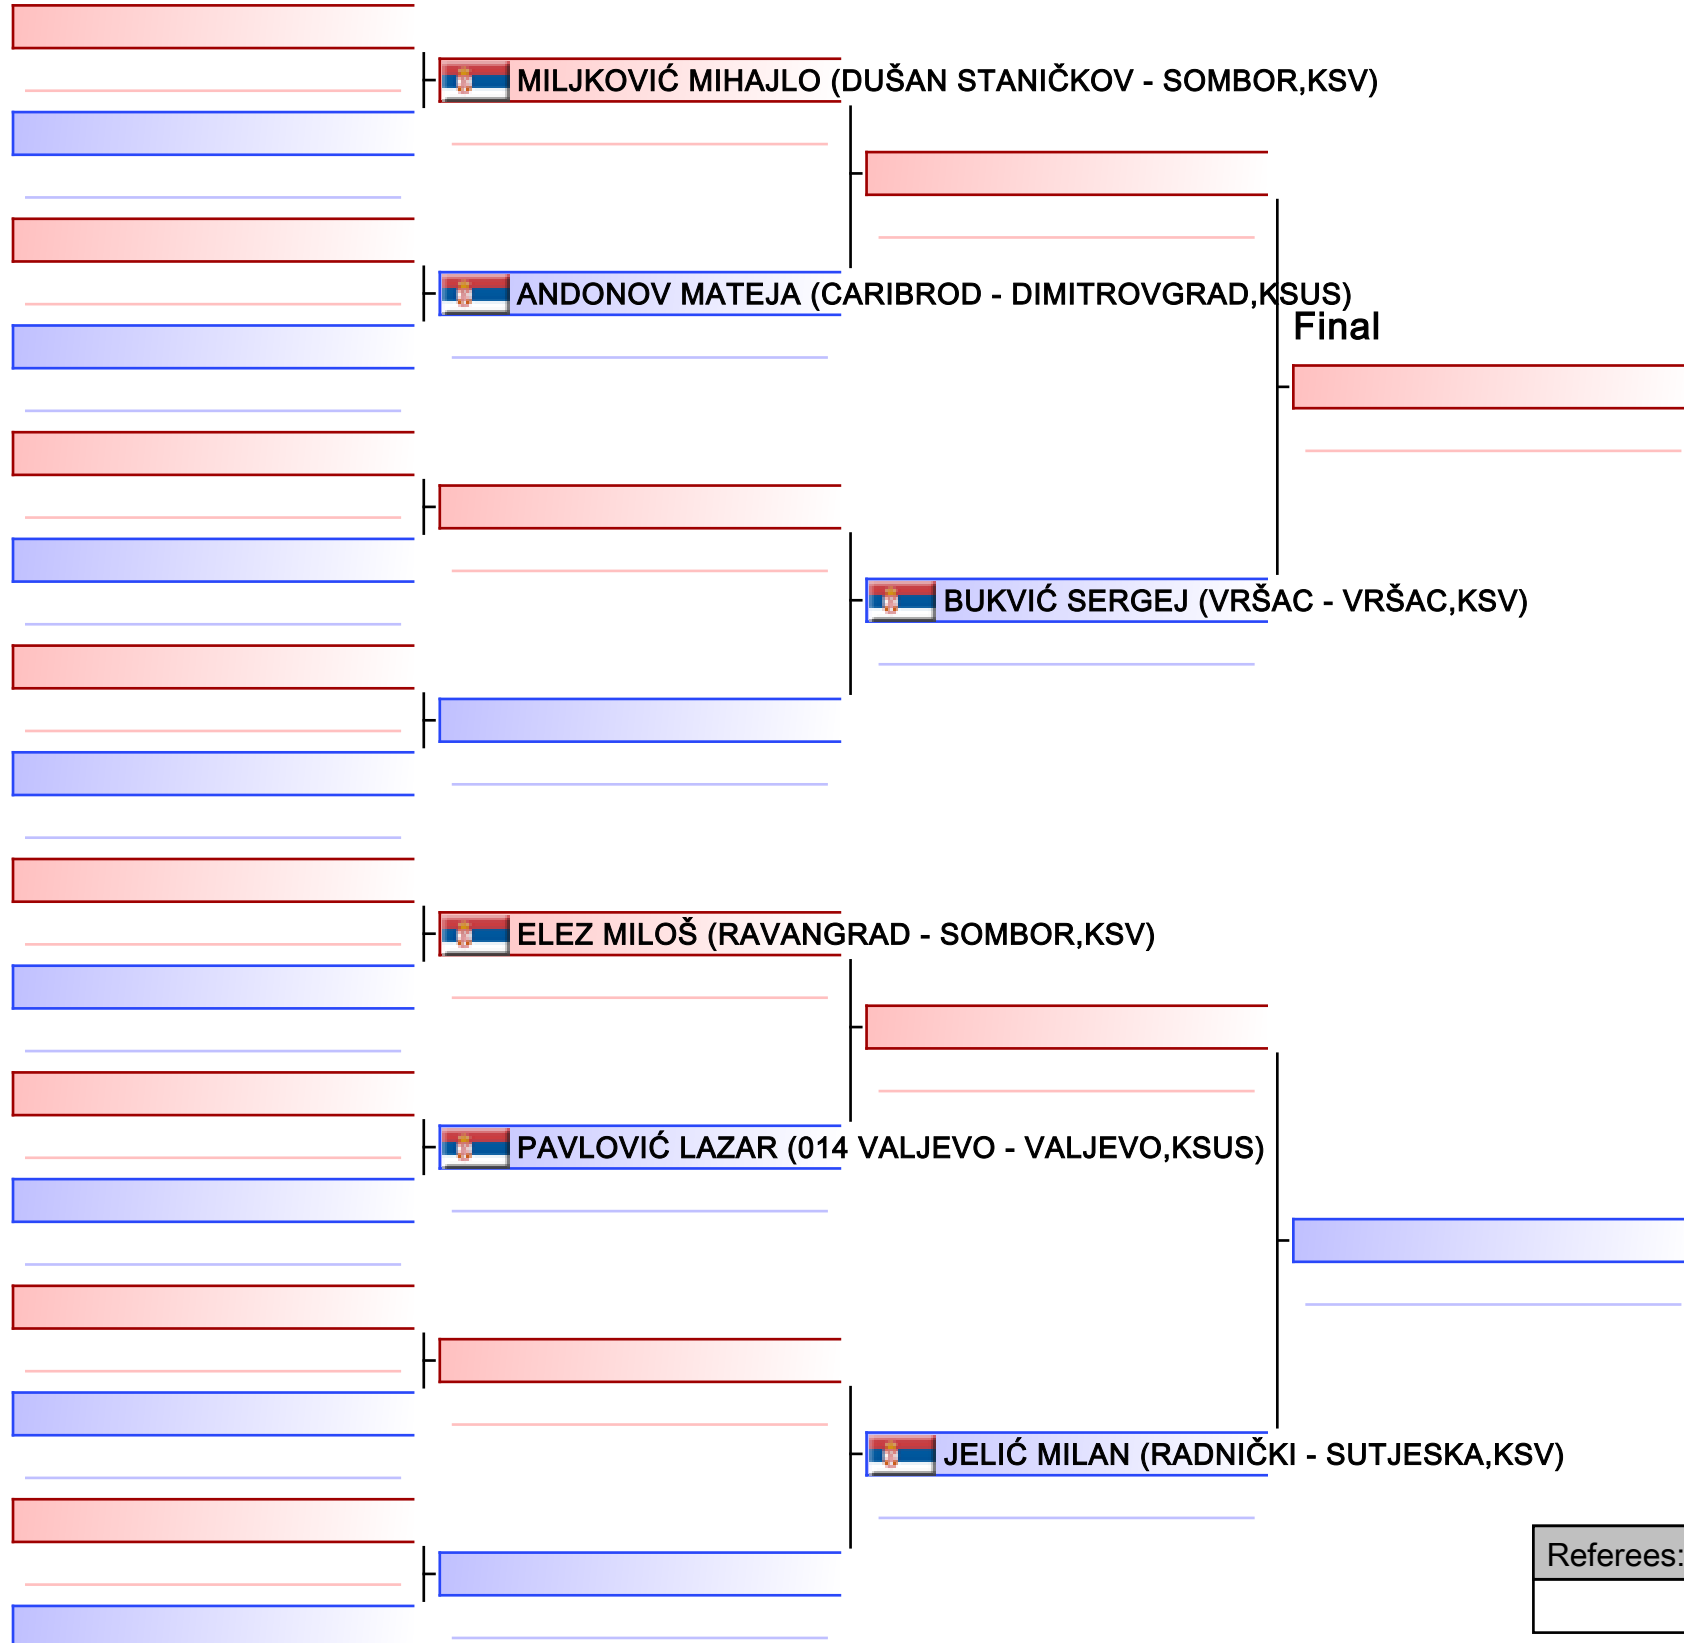 MILJKOVIĆ MIHAJLO (DUŠAN STANIČKOV - SOMBOR,KSV)
ANDONOV MATEJA (CARIBROD - DIMITROVGRAD,KSUS)
Final
BUKVIĆ SERGEJ (VRŠAC - VRŠAC,KSV)
ELEZ MILOŠ (RAVANGRAD - SOMBOR,KSV)
PAVLOVIĆ LAZAR (014 VALJEVO - VALJEVO,KSUS)
JELIĆ MILAN (RADNIČKI - SUTJESKA,KSV)
Referees: